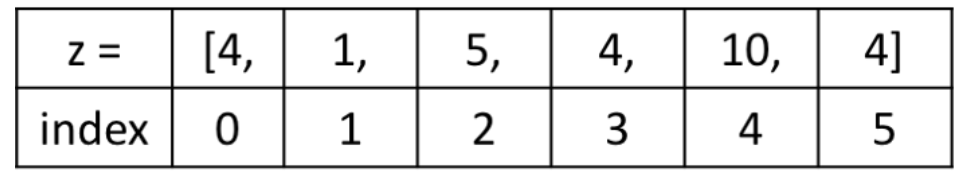 z = [4, 1, 5, 4, 10, 4]
index 0 1 2 3 4 5